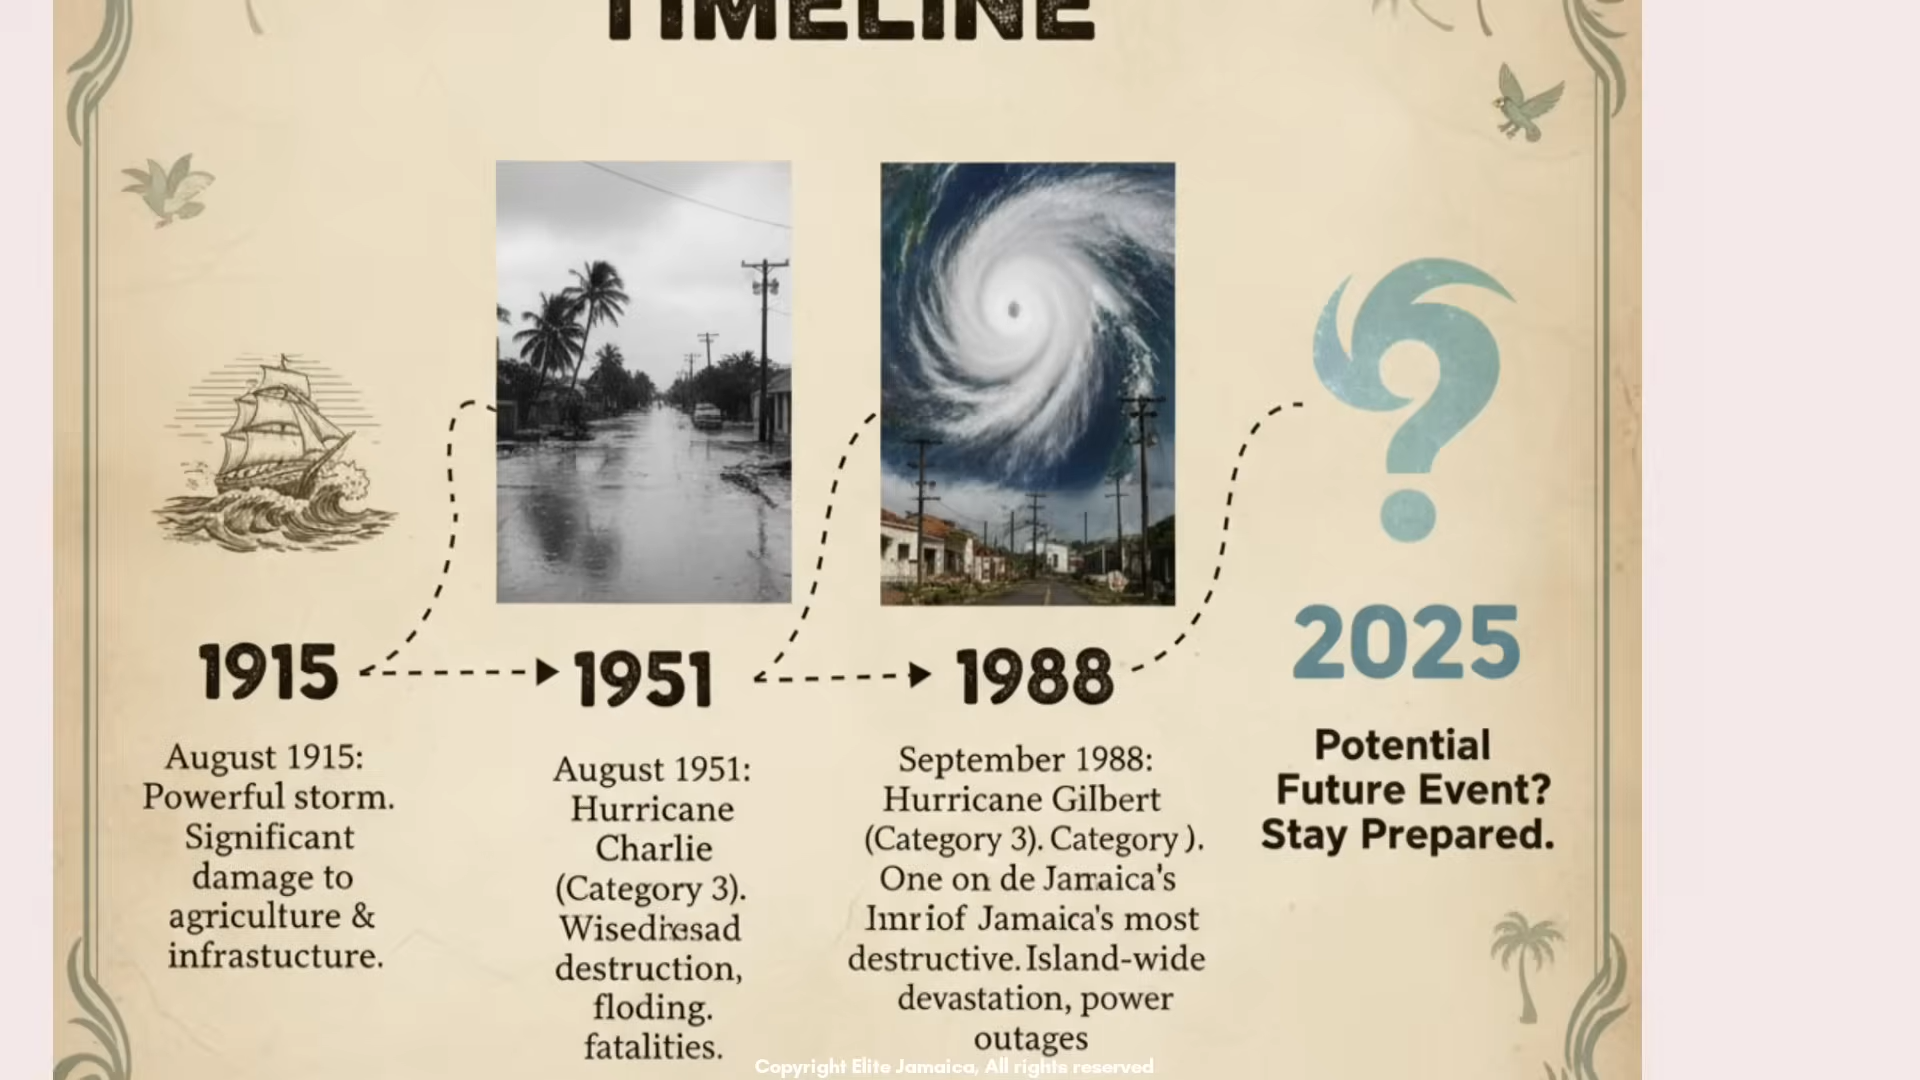 TIMELINE
1915
August 1915:
Powerful storm.
Significant
damage to
agriculture &
infrastucture.
1951
August 1951:
Hurricane
Charlie
(Category 3).
destruction,
floding.
fatalities.
1988
September 1988:
Hurricane Gilbert
(Category 3). Category ).
One on de Jamaica's
Imriof Jamaica's most
destructive. Island-wide
devastation, power
outages
2025
Potential
Future Event?
Stay Prepared.
Copyright Elite Jamaica, All rights reserved